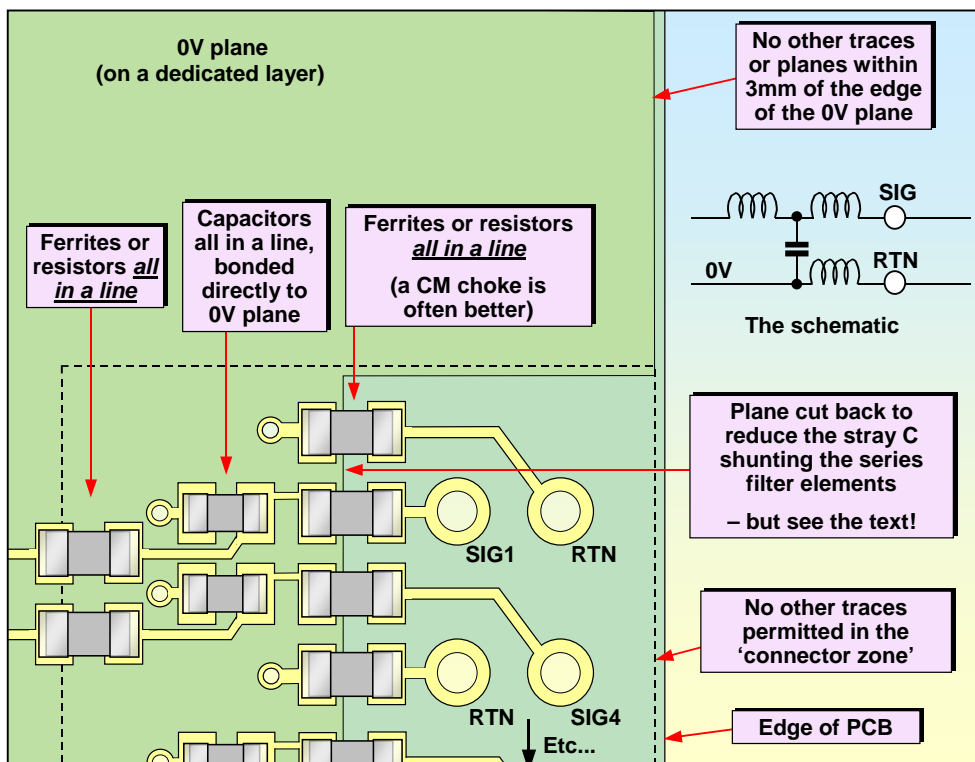 0V plane
(on a dedicated layer)
No other traces
or planes within
3mm of the edge
of the 0V plane
SIG
0V
RTN
The schematic
Ferrites or
resistors all
in a line
Capacitors
all in a line,
bonded
directly to
0V plane
Ferrites or resistors
all in a line
(a CM choke is
often better)
Plane cut back to
reduce the stray C
shunting the series
filter elements
– but see the text!
SIG1
RTN
No other traces
permitted in the
‘connector zone’
RTN
SIG4
Etc...
Edge of PCB